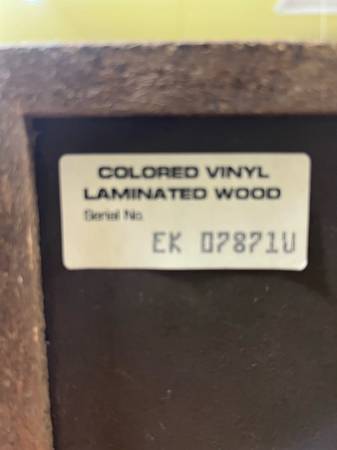 COLORED VINYL
LAMINATED WOOD
Serial No.
EK 07871U